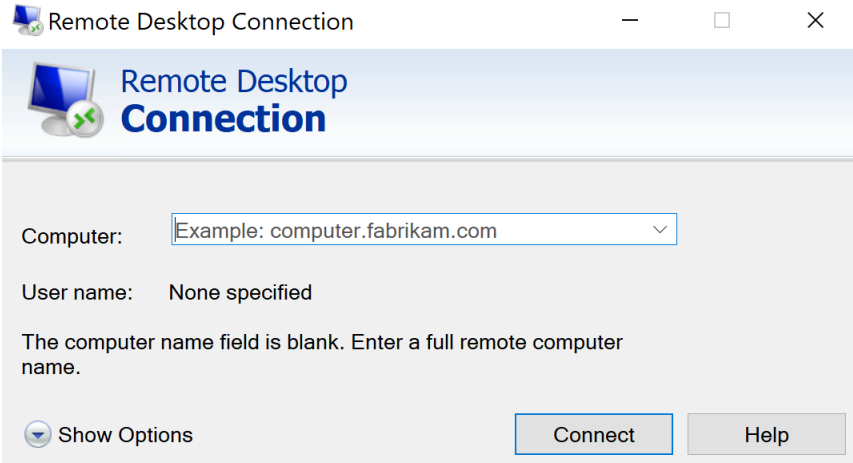 Remote Desktop Connection
Remote Desktop
Connection
Computer:
Example: computer.fabrikam.com
User name:
None specified
The computer name field is blank. Enter a full remote computer
name.
Show Options
Connect
Help